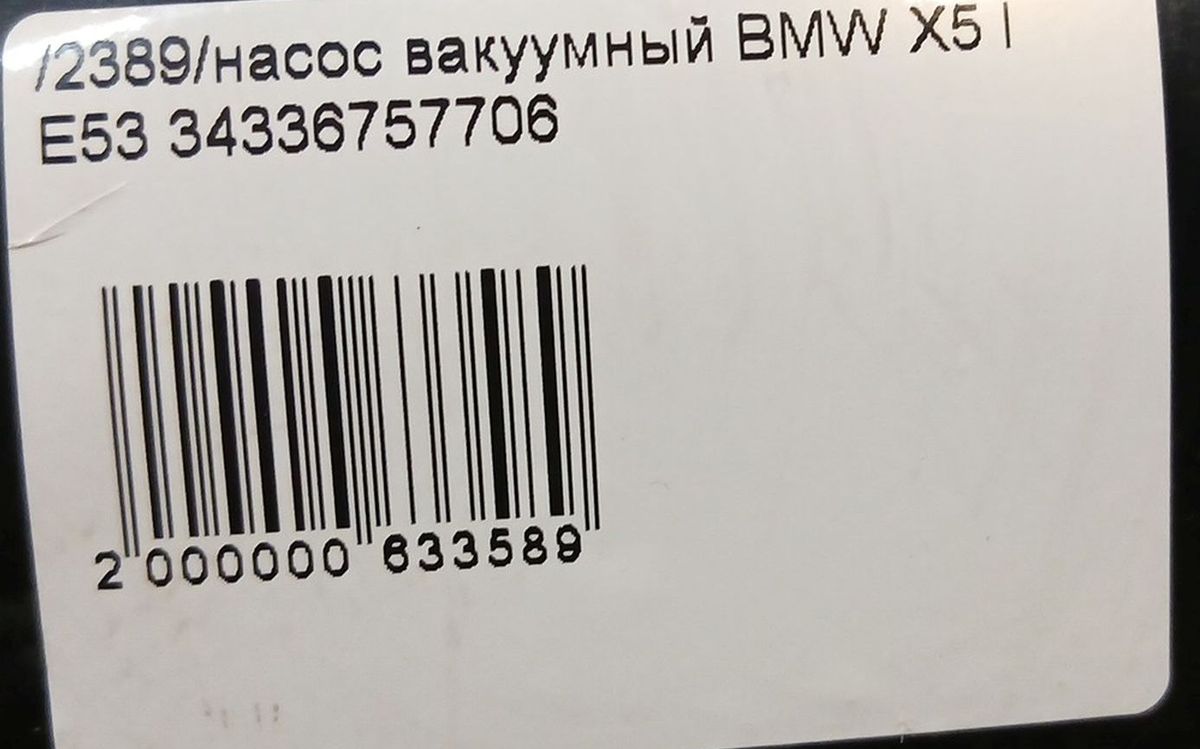 /2389/насос вакуумный BMW X5 I
E53 34336757706
2 000000 633589